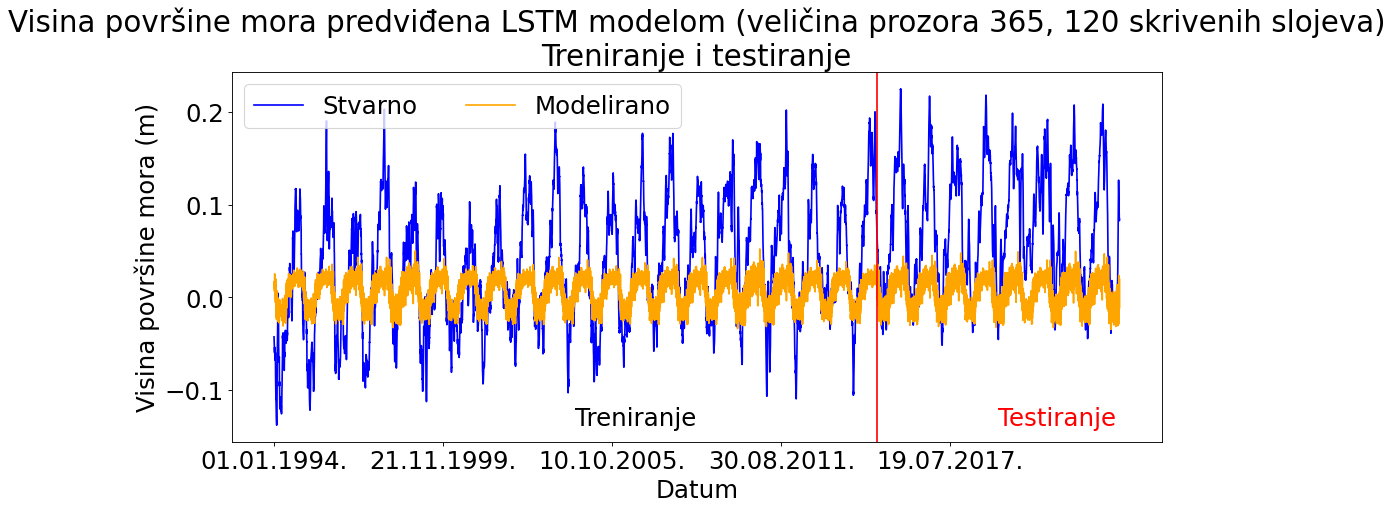 Visina površine mora predviđena LSTM modelom (veličina prozora 365, 120 skrivenih slojeva)
Treniranje i testiranje
Stvarno
Modelirano
Visina površine mora (m)
0.2
0.1
0.0
−0.1
Treniranje
Testiranje
01.01.1994.
21.11.1999.
10.10.2005.
30.08.2011.
19.07.2017.
Datum